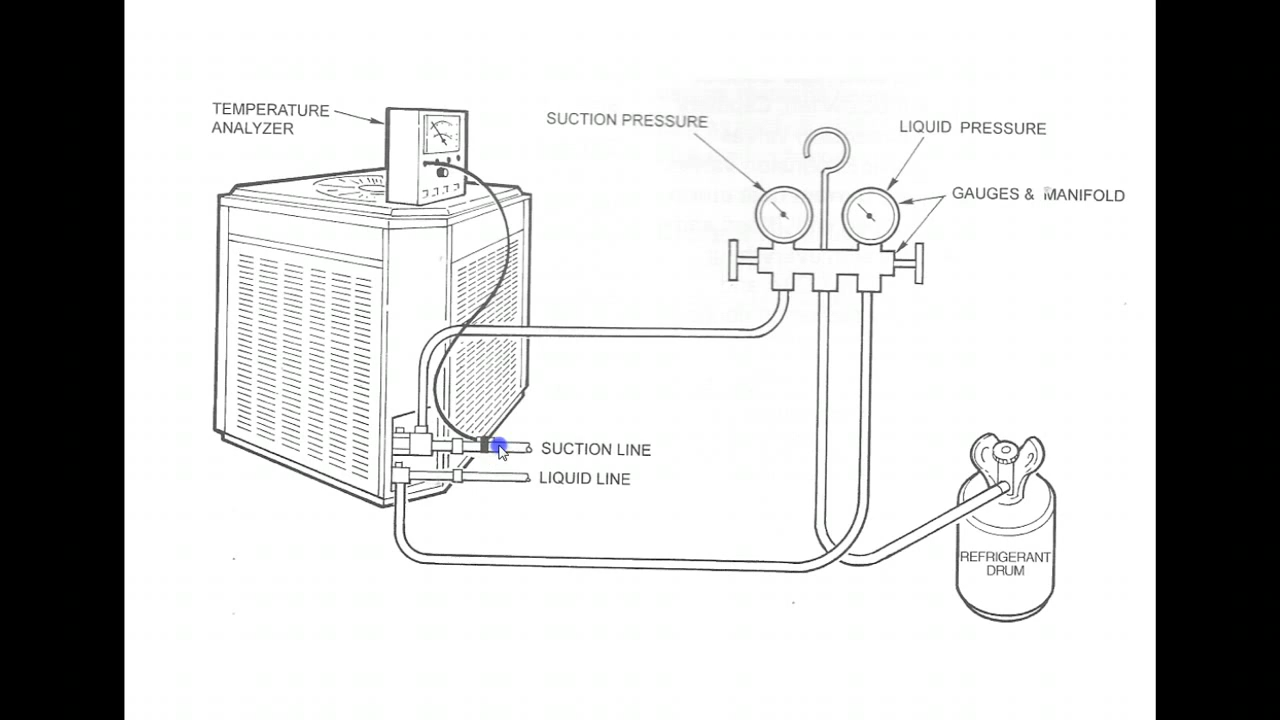 TEMPERATURE
ANALYZER
SUCTION PRESSURE
LIQUID PRESSURE
GAUGES & MANIFOLD
SUCTION LINE
LIQUID LINE
REFRIGERANT
DRUM